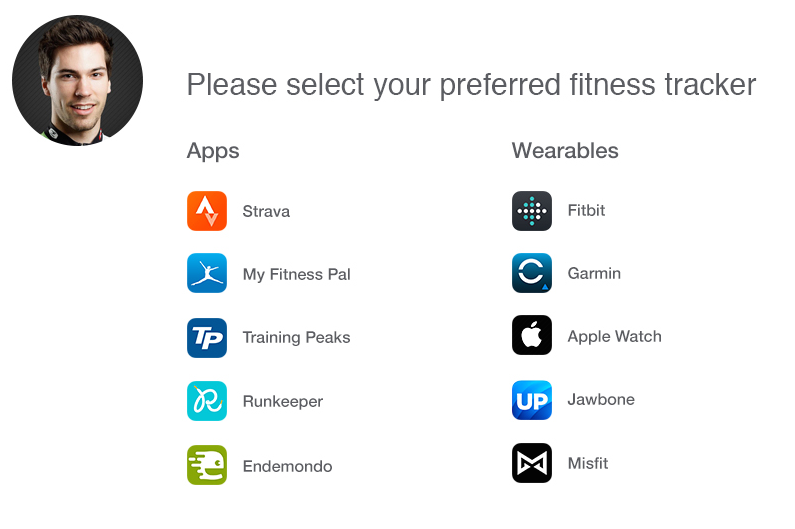 Please select your preferred fitness tracker
Apps
Strava
My Fitness Pal
TP
Training Peaks
Runkeeper
Endemondo
Wearables
Fitbit
Garmin
Apple Watch
UP
Jawbone
Misfit